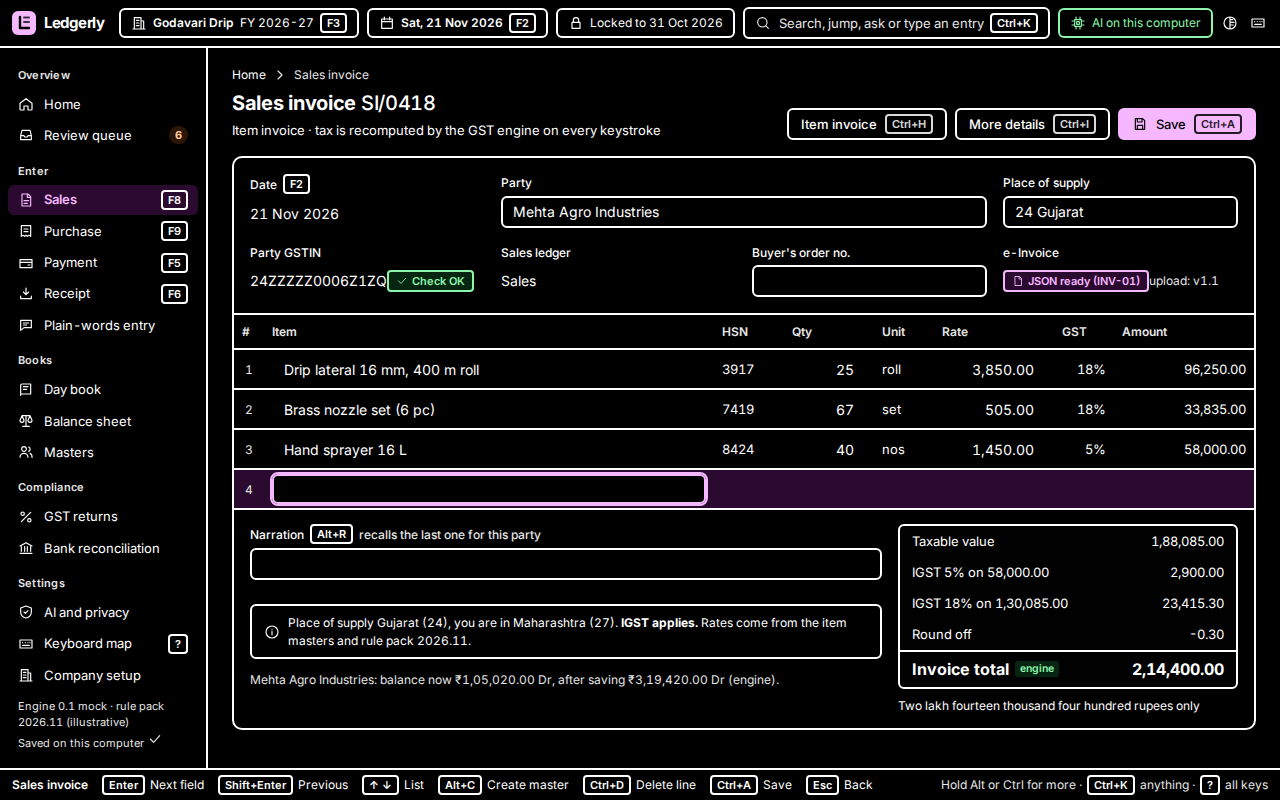 Ledgerly
Godavari Drip FY 2026-27 F3
Sat, 21 Nov 2026 F2
Locked to 31 Oct 2026
Search, jump, ask or type an entry Ctrl+K
AI on this computer
Overview
Home
Review queue 6
Enter
Sales F8
Purchase F9
Payment F5
Receipt F6
Plain-words entry
Books
Day book
Balance sheet
Masters
Compliance
GST returns
Bank reconciliation
Settings
AI and privacy
Keyboard map ?
Company setup
Engine 0.1 mock · rule pack
2026.11 (illustrative)
Saved on this computer
Home Sales invoice
Sales invoice SI/0418
Item invoice · tax is recomputed by the GST engine on every keystroke
Item invoice Ctrl+H
More details Ctrl+I
Save Ctrl+A
Date F2
21 Nov 2026
Party
Mehta Agro Industries
Place of supply
24 Gujarat
Party GSTIN
24ZZZZZ0006Z1ZQ Check OK
Sales ledger
Sales
Buyer's order no.
e-Invoice
JSON ready (INV-01) upload: v1.1
# Item HSN Qty Unit Rate GST Amount
1 Drip lateral 16 mm, 400 m roll 3917 25 roll 3,850.00 18% 96,250.00
2 Brass nozzle set (6 pc) 7419 67 set 505.00 18% 33,835.00
3 Hand sprayer 16 L 8424 40 nos 1,450.00 5% 58,000.00
4
Narration Alt+R recalls the last one for this party
Place of supply Gujarat (24), you are in Maharashtra (27). IGST applies. Rates come from the item
masters and rule pack 2026.11.
Mehta Agro Industries: balance now ₹1,05,020.00 Dr, after saving ₹3,19,420.00 Dr (engine).
Taxable value 1,88,085.00
IGST 5% on 58,000.00 2,900.00
IGST 18% on 1,30,085.00 23,415.30
Round off -0.30
Invoice total engine 2,14,400.00
Two lakh fourteen thousand four hundred rupees only
Sales invoice Enter Next field Shift+Enter Previous ↑ ↓ List Alt+C Create master Ctrl+D Delete line Ctrl+A Save Esc Back Hold Alt or Ctrl for more · Ctrl+K anything · ? all keys